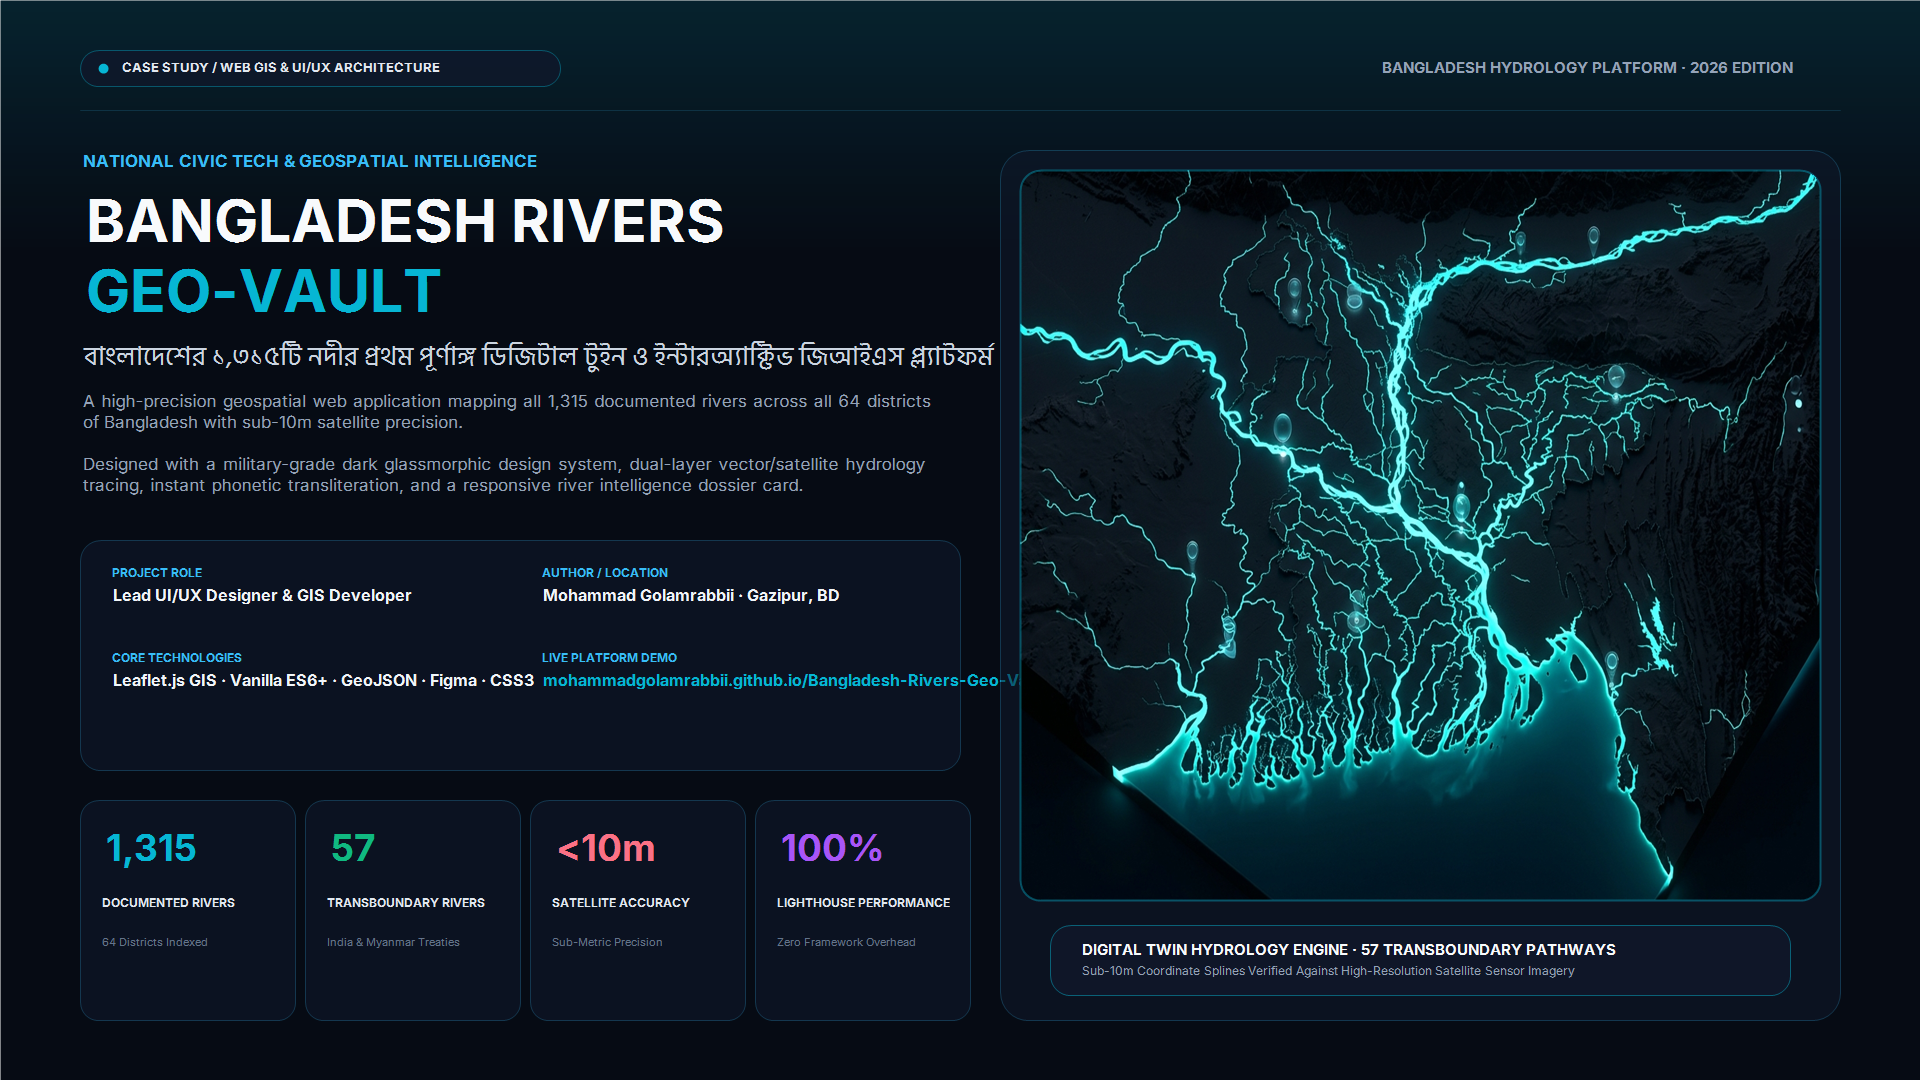 CASE STUDY / WEB GIS & UI/UX ARCHITECTURE
BANGLADESH HYDROLOGY PLATFORM · 2026 EDITION
NATIONAL CIVIC TECH & GEOSPATIAL INTELLIGENCE
BANGLADESH RIVERS
GEO-VAULT
বাংলাদেশের ১,৩১৫টি নদীর প্রথম পূর্ণাঙ্গ ডিজিটাল টুইন ও ইন্টারঅ্যাক্টিভ জিআইএস প্ল্যাটফর্ম
A high-precision geospatial web application mapping all 1,315 documented rivers across all 64 districts
of Bangladesh with sub-10m satellite precision.
Designed with a military-grade dark glassmorphic design system, dual-layer vector/satellite hydrology
tracing, instant phonetic transliteration, and a responsive river intelligence dossier card.
PROJECT ROLE
Lead UI/UX Designer & GIS Developer
AUTHOR / LOCATION
Mohammad Golamrabbii · Gazipur, BD
CORE TECHNOLOGIES
Leaflet.js GIS · Vanilla ES6+ · GeoJSON · Figma · CSS3
LIVE PLATFORM DEMO
mohammadgolamrabbii.github.io/Bangladesh-Rivers-Geo-V
1,315
DOCUMENTED RIVERS
64 Districts Indexed
57
TRANSBOUNDARY RIVERS
India & Myanmar Treaties
<10m
SATELLITE ACCURACY
Sub-Metric Precision
100%
LIGHTHOUSE PERFORMANCE
Zero Framework Overhead
DIGITAL TWIN HYDROLOGY ENGINE · 57 TRANSBOUNDARY PATHWAYS
Sub-10m Coordinate Splines Verified Against High-Resolution Satellite Sensor Imagery